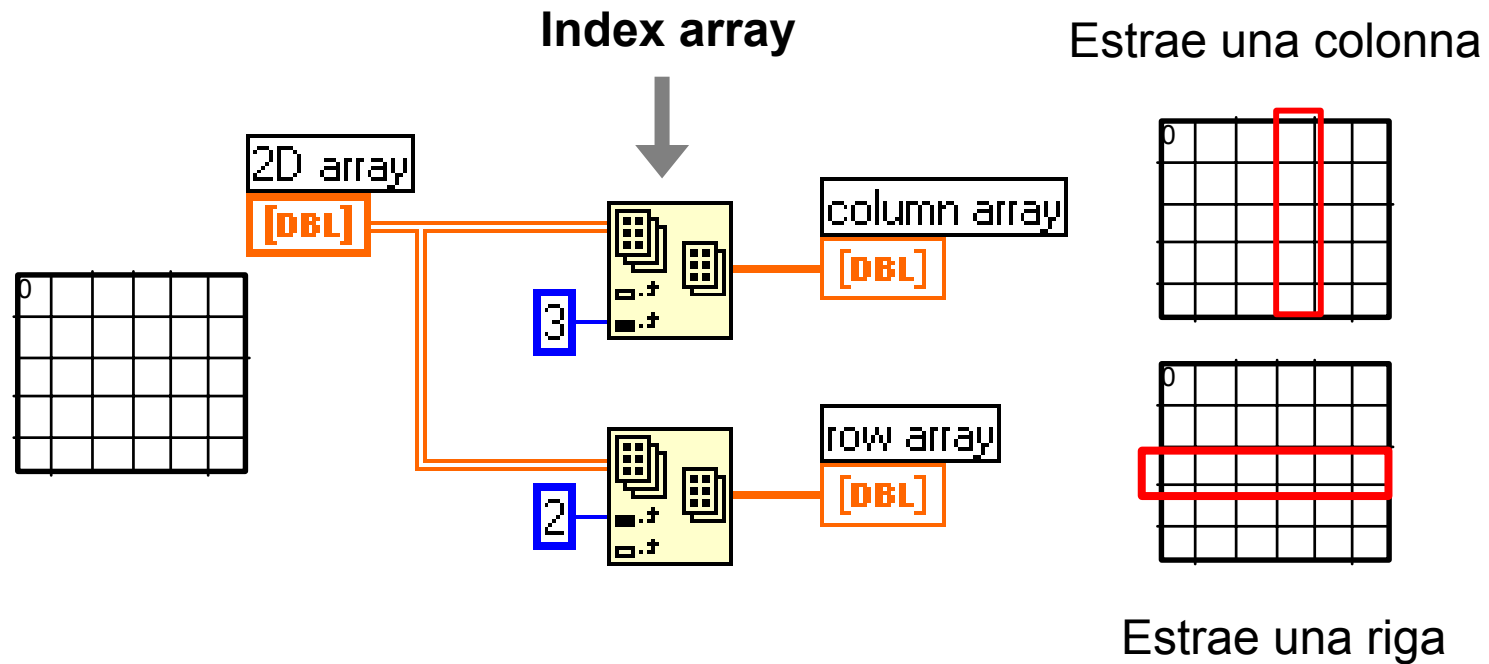 Index array
Estrae una colonna
0
2D array
[DBL]
column array
[DBL]
3
0
0
row array
[DBL]
2
Estrae una riga